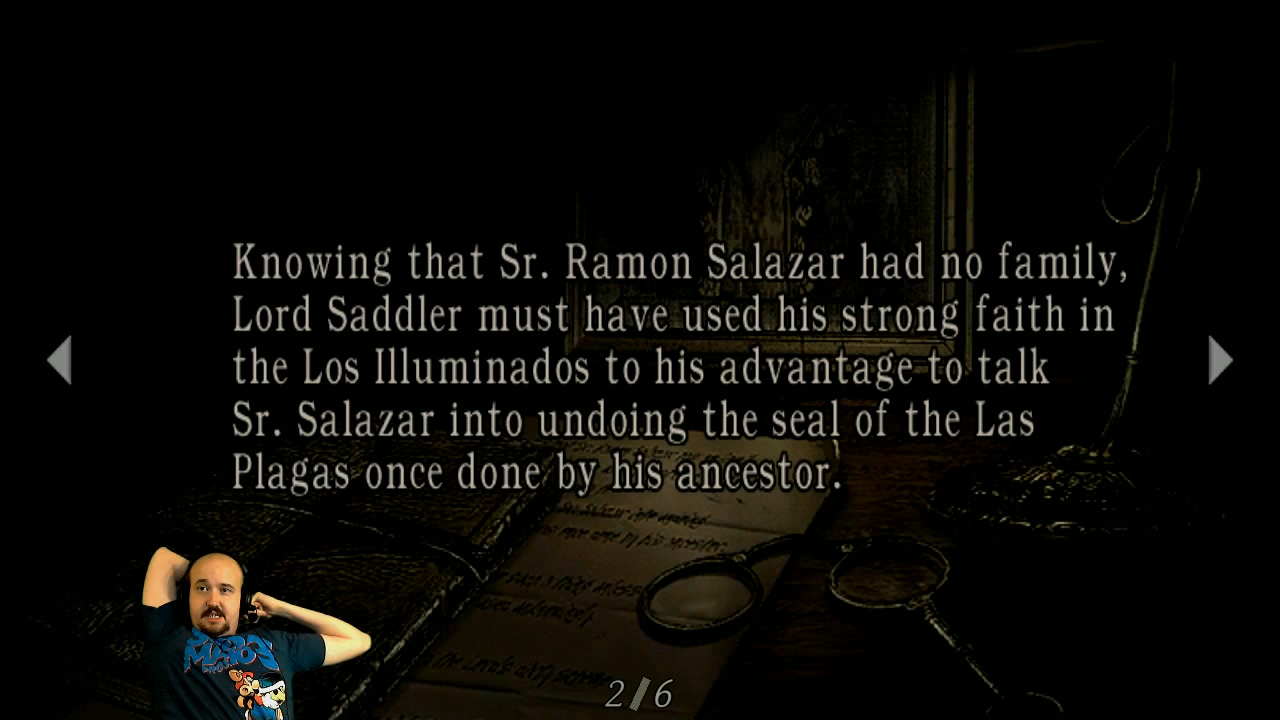 Knowing that Sr. Ramon Salazar had no family,
Lord Saddler must have used his strong faith in
the Los Illuminados to his advantage to talk
Sr. Salazar into undoing the seal of the Las
Plagas once done by his ancestor.
2/6